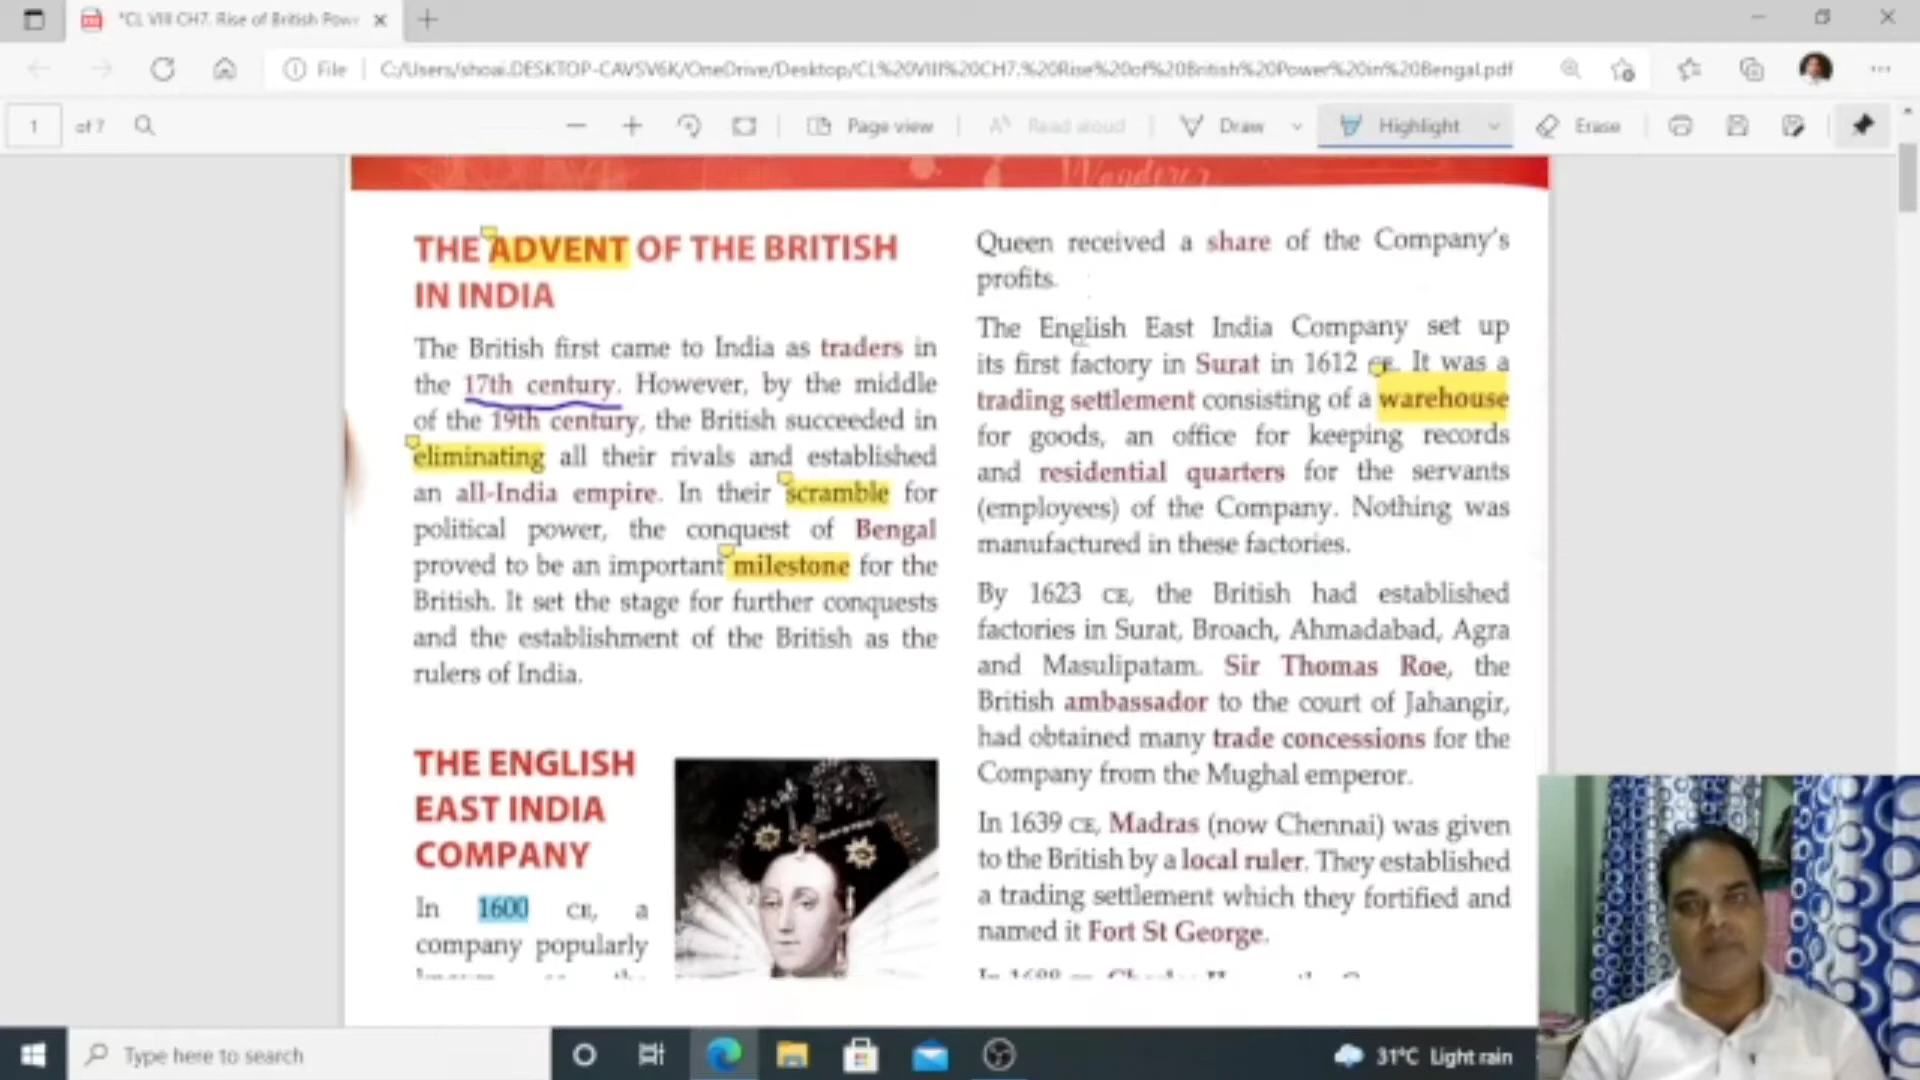 *CL VIII CH7. Rise of British Powe
File
C:/Users/shoai.DESKTOP-CAVSV6K/OneDrive/Desktop/CL%20VIII%20CH7.%20Rise%20of%20British%20Power%20in%20Bengal.pdf
1 of 7
Page view
Read aloud
Draw
Highlight
Erase
Wanderer
THE ADVENT OF THE BRITISH
IN INDIA
The British first came to India as traders in
the 17th century. However, by the middle
of the 19th century, the British succeeded in
eliminating all their rivals and established
an all-India empire. In their scramble for
political power, the conquest of Bengal
proved to be an important milestone for the
British. It set the stage for further conquests
and the establishment of the British as the
rulers of India.
THE ENGLISH
EAST INDIA
COMPANY
In 1600 CE, a
company popularly
Queen received a share of the Company's
profits.
The English East India Company set up
its first factory in Surat in 1612 CE. It was a
trading settlement consisting of a warehouse
for goods, an office for keeping records
and residential quarters for the servants
(employees) of the Company. Nothing was
manufactured in these factories.
By 1623 CE, the British had established
factories in Surat, Broach, Ahmadabad, Agra
and Masulipatam. Sir Thomas Roe, the
British ambassador to the court of Jahangir,
had obtained many trade concessions for the
Company from the Mughal emperor.
In 1639 CE, Madras (now Chennai) was given
to the British by a local ruler. They established
a trading settlement which they fortified and
named it Fort St George.
Type here to search
31°C Light rain